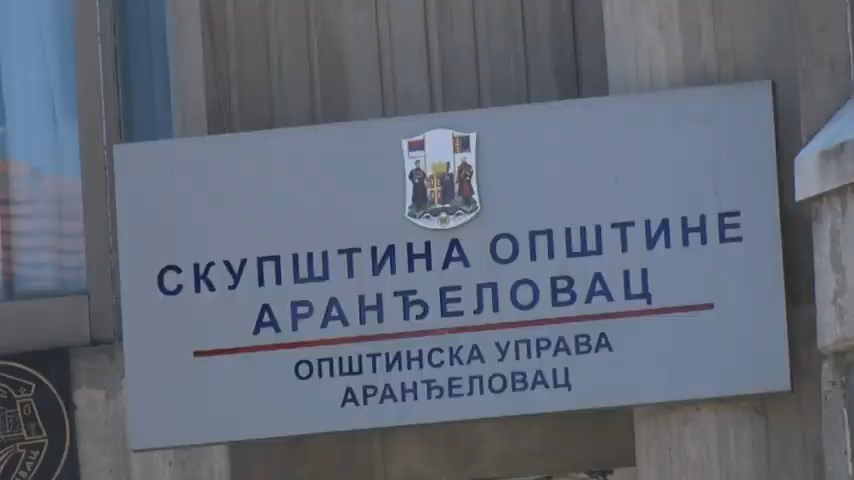 СКУПШТИНА ОПШТИНЕ
АРАНЂЕЛОВАЦ
ОПШТИНСКА УПРАВА
АРАНЂЕЛОВАЦ